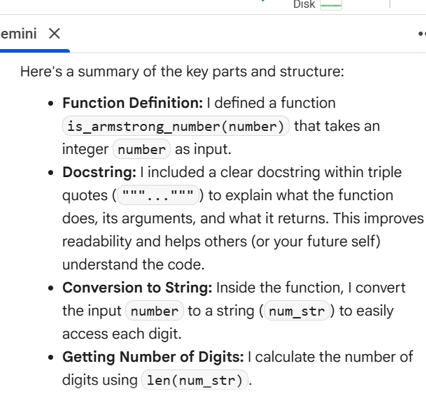 Disk
emini ×
Here's a summary of the key parts and structure:
• Function Definition: I defined a function
is_armstrong_number(number) that takes an
integer number as input.
• Docstring: I included a clear docstring within triple
quotes ( """...""" ) to explain what the function
does, its arguments, and what it returns. This improves
readability and helps others (or your future self)
understand the code.
• Conversion to String: Inside the function, I convert
the input number to a string ( num_str ) to easily
access each digit.
• Getting Number of Digits: I calculate the number of
digits using len(num_str) .